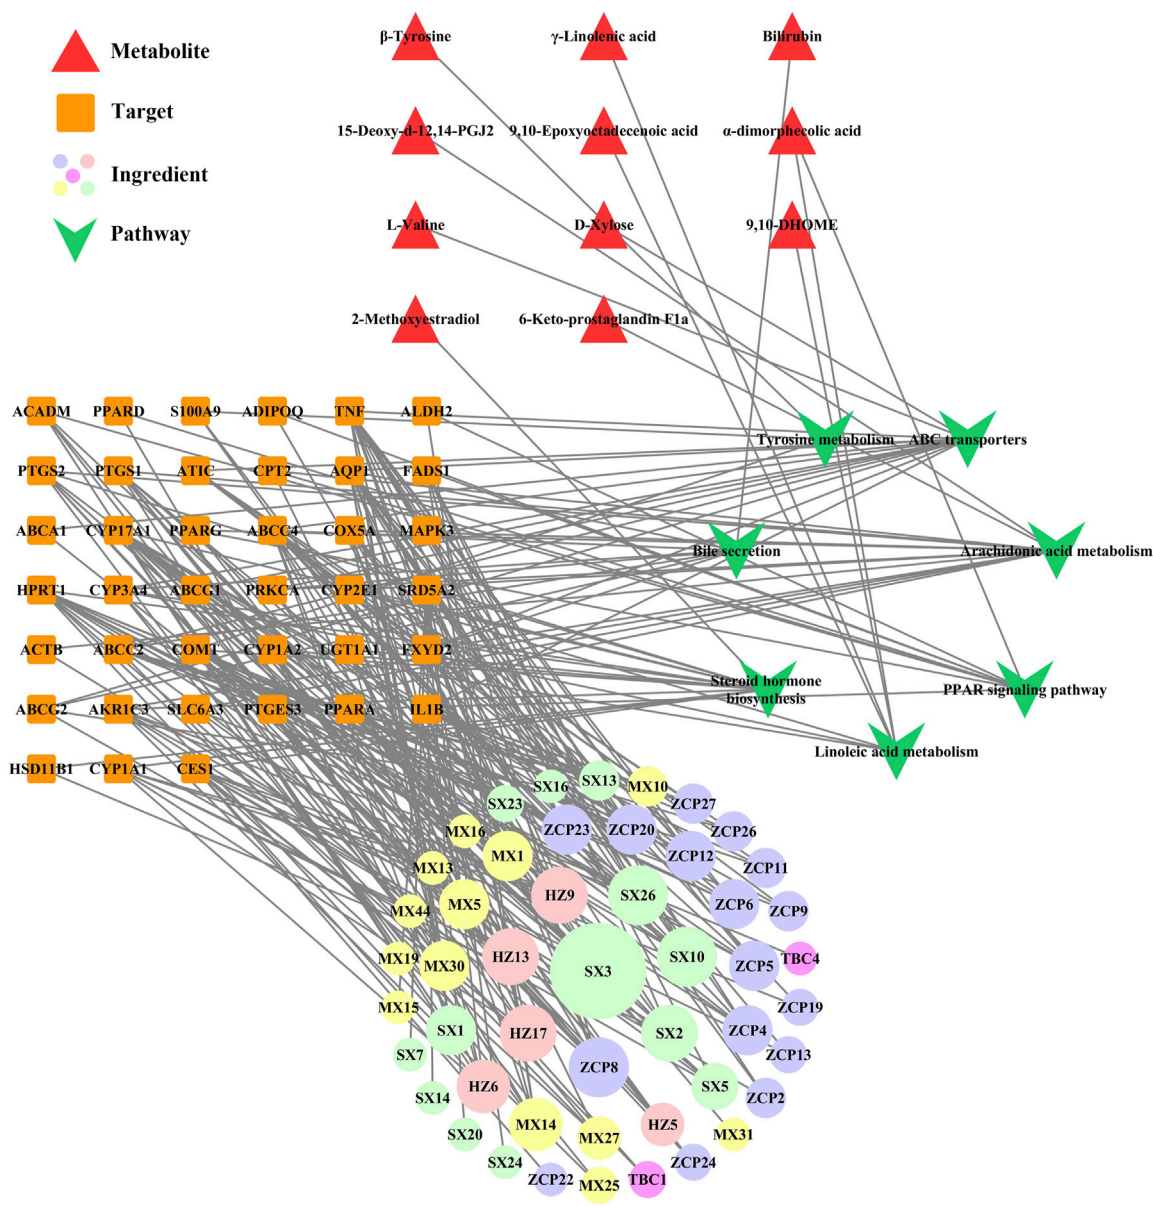 Metabolite
Target
Ingredient
Pathway
β-Tyrosine
γ-Linolenic acid
Bilirubin
15-Deoxy-d-12,14-PGJ2
9,10-Epoxyoctadecenoic acid
α-dimorphecolic acid
L-Valine
D-Xylose
9,10-DHOME
2-Methoxyestradiol
6-Keto-prostaglandin F1a
ACADM
PPARD
S100A9
ADIPOQ
TNF
ALDH2
Tyrosine metabolism
ABC transporters
PTGS2
PTGS1
ATIC
CPT2
AQP1
FADS1
ABCA1
CYP17A1
PPARG
ABCC4
COX5A
MAPK3
Bile secretion
Arachidonic acid metabolism
HPRT1
CYP3A4
ABCG1
PRKCA
CYP2E1
SRD5A2
ACTB
ABCC2
COMT
CYP1A2
UGT1A1
FXYD2
Steroid hormone
biosynthesis
PPAR signaling pathway
ABCG2
AKR1C3
SLC6A3
PTGES3
PPARA
IL1B
Linoleic acid metabolism
HSD11B1
CYP1A1
CES1
SX16
SX13
MX10
SX23
ZCP27
MX16
ZCP23
ZCP20
ZCP26
MX1
ZCP12
MX13
ZCP11
HZ9
SX26
MX44
MX5
ZCP6
ZCP9
MX19
MX30
HZ13
SX3
SX10
ZCP5
TBC4
MX15
ZCP19
SX1
HZ17
SX2
ZCP4
SX7
ZCP8
ZCP13
SX14
HZ6
SX5
ZCP2
SX20
MX14
MX27
HZ5
MX31
SX24
ZCP22
MX25
TBC1
ZCP24